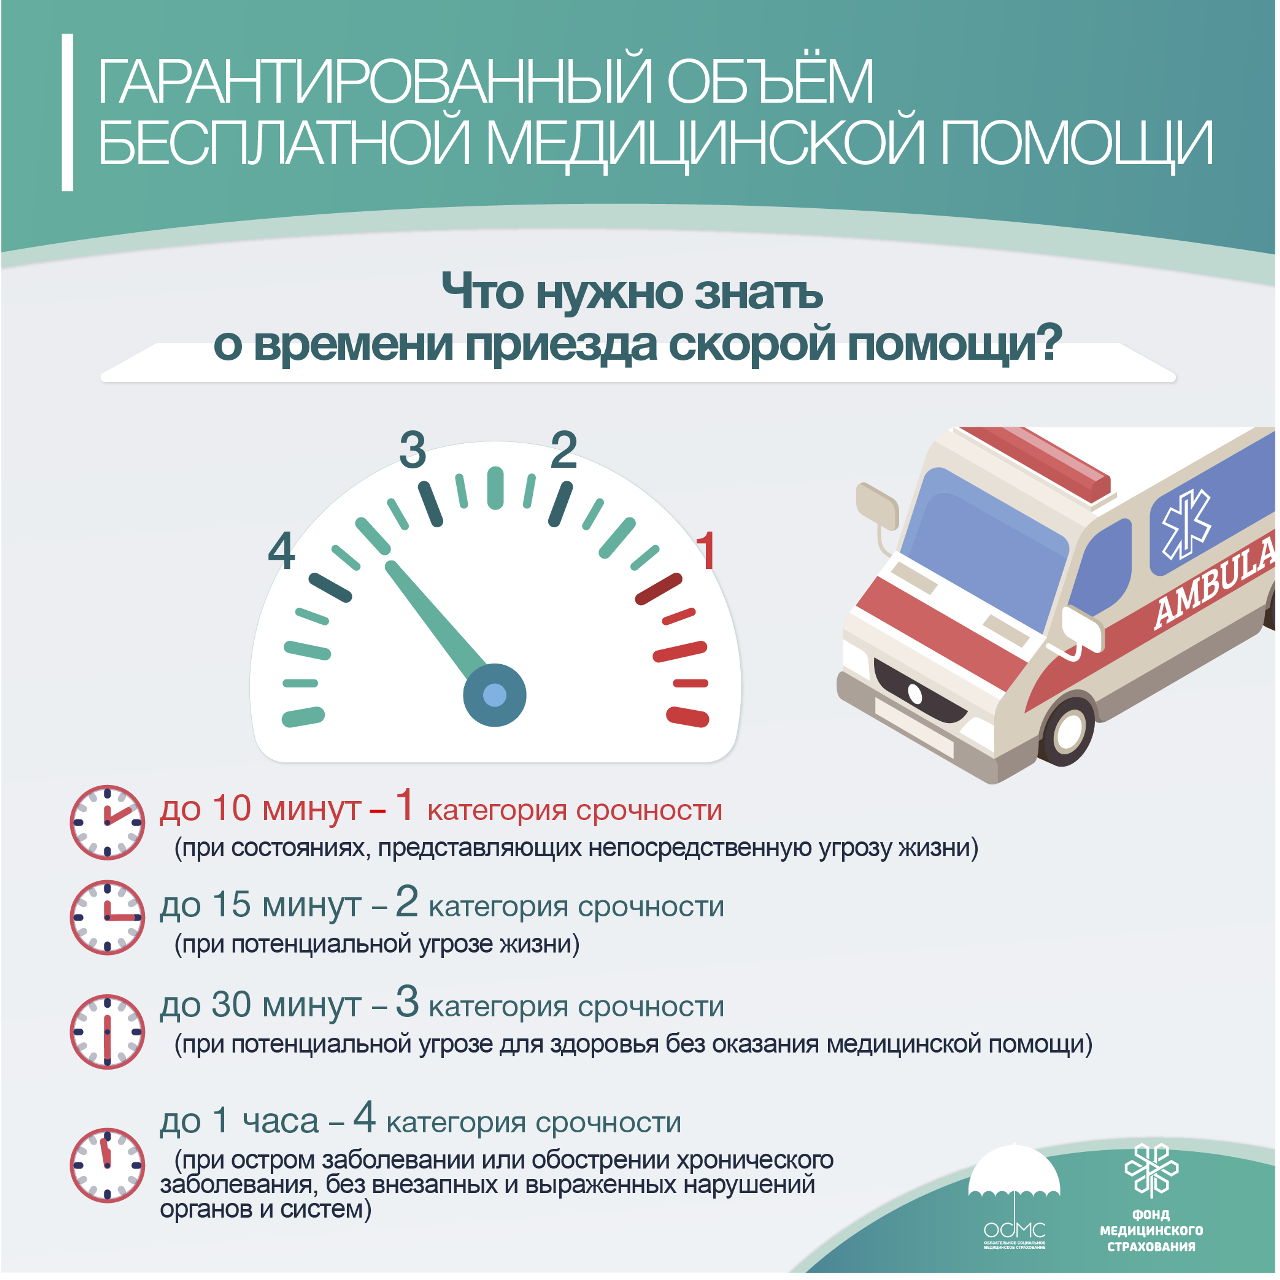 ГАРАНТИРОВАННЫЙ ОБЪЁМ
БЕСПЛАТНОЙ МЕДИЦИНСКОЙ ПОМОЩИ
Что нужно знать
о времени приезда скорой помощи?
3
2
4
1
AMBULA
до 10 минут – 1 категория срочности
(при состояниях, представляющих непосредственную угрозу жизни)
до 15 минут – 2 категория срочности
(при потенциальной угрозе жизни)
до 30 минут – 3 категория срочности
(при потенциальной угрозе для здоровья без оказания медицинской помощи)
до 1 часа – 4 категория срочности
(при остром заболевании или обострении хронического
заболевания, без внезапных и выраженных нарушений
органов и систем)
ОСМС
ОБЯЗАТЕЛЬНОЕ СОЦИАЛЬНОЕ
МЕДИЦИНСКОЕ СТРАХОВАНИЕ
ФОНД
МЕДИЦИНСКОГО
СТРАХОВАНИЯ